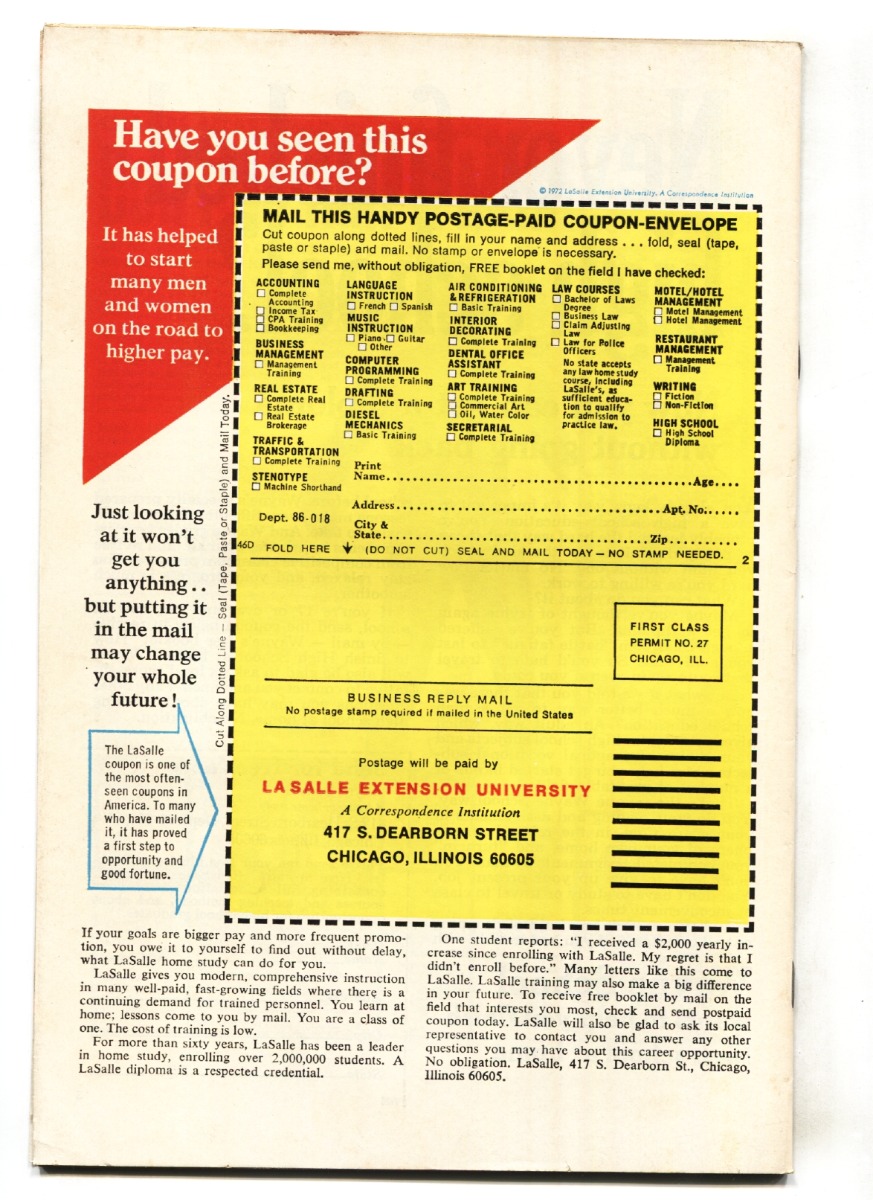 Have you seen this
coupon before?
© 1972 LaSalle Extension University, A Correspondence Institution
It has helped
to start
many men
and women
on the road to
higher pay.
Just looking
at it won't
get you
anything . .
but putting it
in the mail
may change
your whole
future!
The LaSalle
coupon is one of
the most often-
seen coupons in
America. To many
who have mailed
it, it has proved
a first step to
opportunity and
good fortune.
Cut Along Dotted Line — Seal (Tape, Paste or Staple) and Mail Today.
MAIL THIS HANDY POSTAGE-PAID COUPON-ENVELOPE
Cut coupon along dotted lines, fill in your name and address . . . fold, seal (tape,
paste or staple) and mail. No stamp or envelope is necessary.
Please send me, without obligation, FREE booklet on the field I have checked:
ACCOUNTING
☐ Complete
Accounting
☐ Income Tax
☐ CPA Training
☐ Bookkeeping
BUSINESS
MANAGEMENT
☐ Management
Training
REAL ESTATE
☐ Complete Real
Estate
☐ Real Estate
Brokerage
TRAFFIC &
TRANSPORTATION
☐ Complete Training
STENOTYPE
☐ Machine Shorthand
LANGUAGE
INSTRUCTION
☐ French ☐ Spanish
MUSIC
INSTRUCTION
☐ Piano ☐ Guitar
☐ Other
COMPUTER
PROGRAMMING
☐ Complete Training
DRAFTING
☐ Complete Training
DIESEL
MECHANICS
☐ Basic Training
AIR CONDITIONING
& REFRIGERATION
☐ Basic Training
INTERIOR
DECORATING
☐ Complete Training
DENTAL OFFICE
ASSISTANT
☐ Complete Training
ART TRAINING
☐ Complete Training
☐ Commercial Art
☐ Oil, Water Color
SECRETARIAL
☐ Complete Training
LAW COURSES
☐ Bachelor of Laws
Degree
☐ Business Law
☐ Claim Adjusting
Law
☐ Law for Police
Officers
No state accepts
any law home study
course, including
LaSalle's, as
sufficient educa-
tion to qualify
for admission to
practice law.
MOTEL/HOTEL
MANAGEMENT
☐ Motel Management
☐ Hotel Management
RESTAURANT
MANAGEMENT
☐ Management
Training
WRITING
☐ Fiction
☐ Non-Fiction
HIGH SCHOOL
☐ High School
Diploma
Print
Name.....Age....
Address.....Apt. No......
Dept. 86-018
City &
State.....Zip..........
46D FOLD HERE ↓ (DO NOT CUT) SEAL AND MAIL TODAY — NO STAMP NEEDED. 2
FIRST CLASS
PERMIT NO. 27
CHICAGO, ILL.
BUSINESS REPLY MAIL
No postage stamp required if mailed in the United States
Postage will be paid by
LA SALLE EXTENSION UNIVERSITY
A Correspondence Institution
417 S. DEARBORN STREET
CHICAGO, ILLINOIS 60605
If your goals are bigger pay and more frequent promo-
tion, you owe it to yourself to find out without delay,
what LaSalle home study can do for you.
LaSalle gives you modern, comprehensive instruction
in many well-paid, fast-growing fields where there is a
continuing demand for trained personnel. You learn at
home; lessons come to you by mail. You are a class of
one. The cost of training is low.
For more than sixty years, LaSalle has been a leader
in home study, enrolling over 2,000,000 students. A
LaSalle diploma is a respected credential.
One student reports: "I received a $2,000 yearly in-
crease since enrolling with LaSalle. My regret is that I
didn't enroll before." Many letters like this come to
LaSalle. LaSalle training may also make a big difference
in your future. To receive free booklet by mail on the
field that interests you most, check and send postpaid
coupon today. LaSalle will also be glad to ask its local
representative to contact you and answer any other
questions you may have about this career opportunity.
No obligation. LaSalle, 417 S. Dearborn St., Chicago,
Illinois 60605.